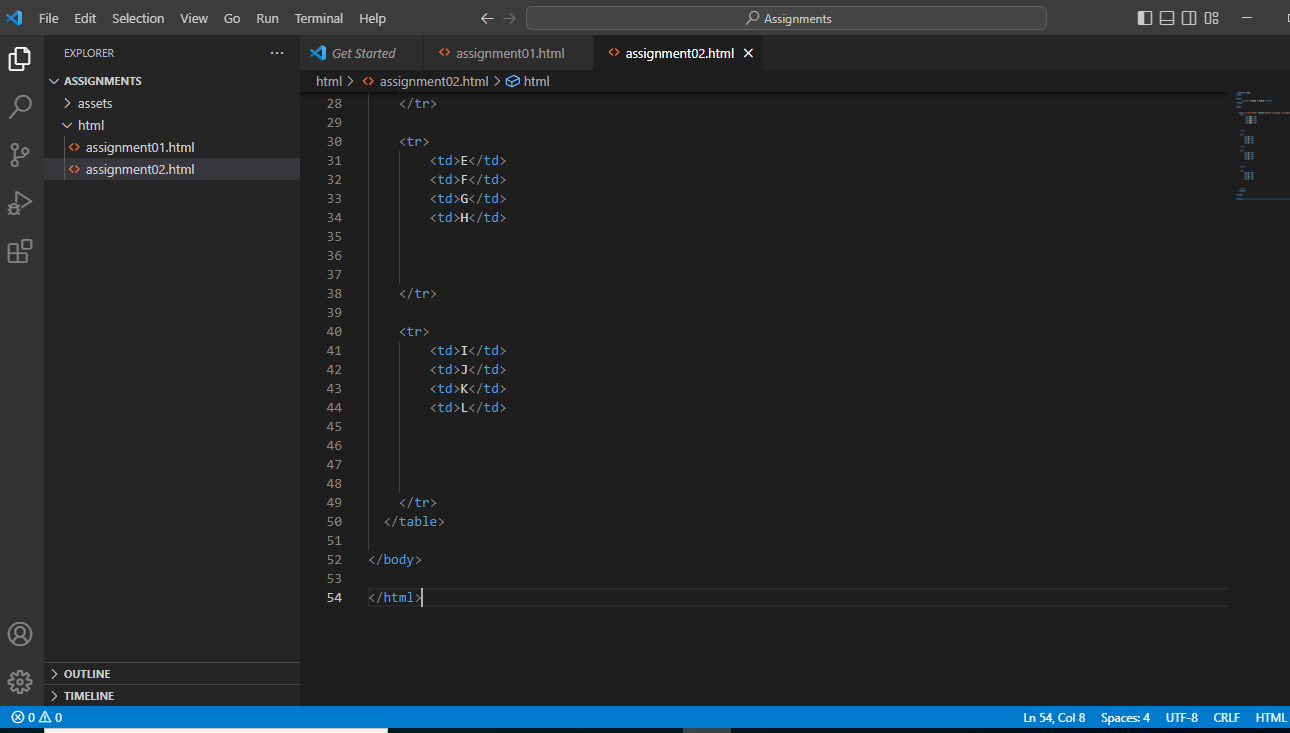 File Edit Selection View Go Run Terminal Help Assignments
EXPLORER ...
ASSIGNMENTS
assets
html
assignment01.html
assignment02.html
OUTLINE
TIMELINE
Get Started assignment01.html assignment02.html
html > assignment02.html > html
28 </tr>
29
30 <tr>
31 <td>E</td>
32 <td>F</td>
33 <td>G</td>
34 <td>H</td>
35
36
37
38 </tr>
39
40 <tr>
41 <td>I</td>
42 <td>J</td>
43 <td>K</td>
44 <td>L</td>
45
46
47
48
49 </tr>
50 </table>
51
52 </body>
53
54 </html>
0 0 Ln 54, Col 8 Spaces: 4 UTF-8 CRLF HTML